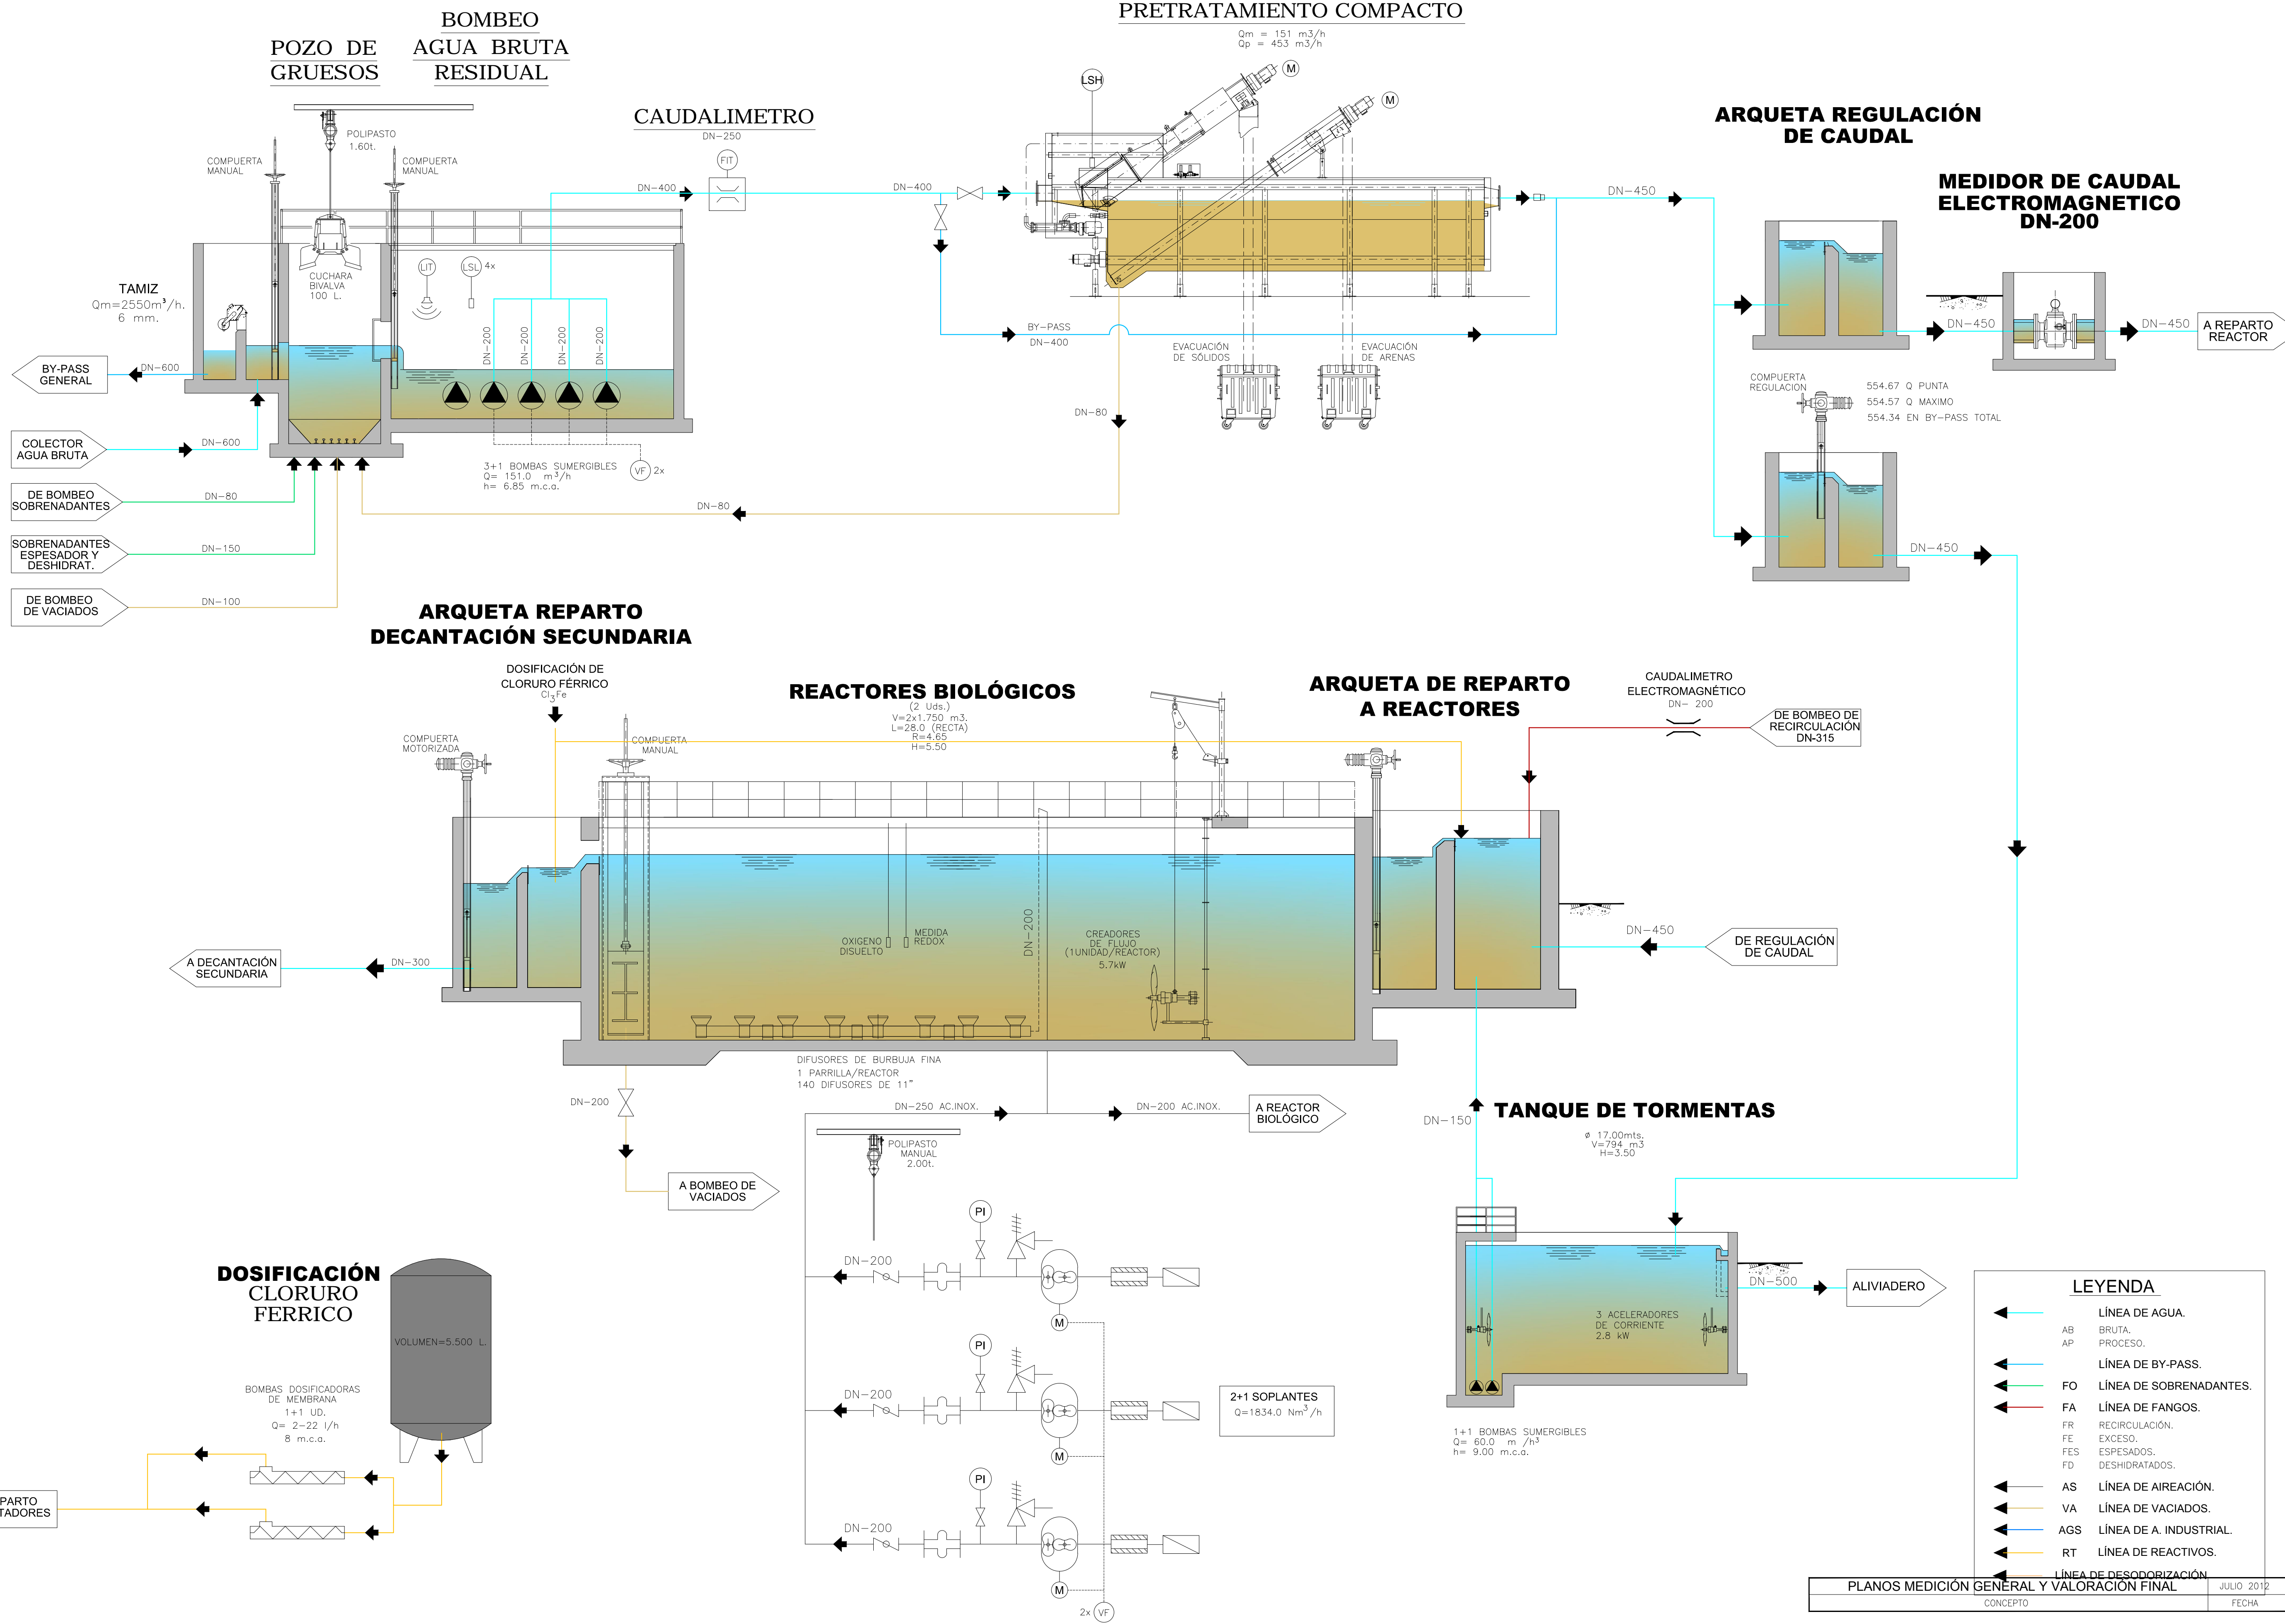 BOMBEO
AGUA BRUTA
RESIDUAL
POZO DE
GRUESOS
PRETRATAMIENTO COMPACTO
Qm = 151 m3/h
Qp = 453 m3/h
CAUDALIMETRO
DN-250
FIT
LSH
M
M
POLIPASTO
1.60t.
COMPUERTA
MANUAL
COMPUERTA
MANUAL
DN-400
DN-400
DN-450
ARQUETA REGULACIÓN
DE CAUDAL
MEDIDOR DE CAUDAL
ELECTROMAGNETICO
DN-200
TAMIZ
Qm=2550m³/h.
6 mm.
CUCHARA
BIVALVA
100 L.
LIT
LSL 4x
DN-200
DN-200
DN-200
DN-200
BY-PASS
DN-400
EVACUACIÓN
DE SÓLIDOS
EVACUACIÓN
DE ARENAS
DN-450
DN-450
A REPARTO
REACTOR
BY-PASS
GENERAL
DN-600
COLECTOR
AGUA BRUTA
DN-600
DE BOMBEO
SOBRENADANTES
DN-80
SOBRENADANTES
ESPESADOR Y
DESHIDRAT.
DN-150
DE BOMBEO
DE VACIADOS
DN-100
3+1 BOMBAS SUMERGIBLES
Q= 151.0 m³/h
h= 6.85 m.c.a.
VF 2x
DN-80
DN-80
COMPUERTA
REGULACION
554.67 Q PUNTA
554.57 Q MAXIMO
554.34 EN BY-PASS TOTAL
DN-450
ARQUETA REPARTO
DECANTACIÓN SECUNDARIA
DOSIFICACIÓN DE
CLORURO FÉRRICO
Cl3Fe
REACTORES BIOLÓGICOS
(2 Uds.)
V=2x1.750 m3.
L=28.0 (RECTA)
R=4.65
H=5.50
ARQUETA DE REPARTO
A REACTORES
CAUDALIMETRO
ELECTROMAGNÉTICO
DN- 200
DE BOMBEO DE
RECIRCULACIÓN
DN-315
COMPUERTA
MOTORIZADA
COMPUERTA
MANUAL
OXIGENO
DISUELTO
MEDIDA
REDOX
DN-200
CREADORES
DE FLUJO
(1UNIDAD/REACTOR)
5.7kW
A DECANTACIÓN
SECUNDARIA
DN-300
DN-450
DE REGULACIÓN
DE CAUDAL
DIFUSORES DE BURBUJA FINA
1 PARRILLA/REACTOR
140 DIFUSORES DE 11"
DN-200
DN-250 AC.INOX.
DN-200 AC.INOX.
A REACTOR
BIOLÓGICO
A BOMBEO DE
VACIADOS
POLIPASTO
MANUAL
2.00t.
DN-150
TANQUE DE TORMENTAS
ø 17.00mts.
V=794 m3
H=3.50
3 ACELERADORES
DE CORRIENTE
2.8 kW
DN-500
ALIVIADERO
1+1 BOMBAS SUMERGIBLES
Q= 60.0 m /h³
h= 9.00 m.c.a.
DOSIFICACIÓN
CLORURO
FERRICO
VOLUMEN=5.500 L.
BOMBAS DOSIFICADORAS
DE MEMBRANA
1+1 UD.
Q= 2-22 l/h
8 m.c.a.
PARTO
TADORES
PI
DN-200
M
PI
DN-200
M
PI
DN-200
M
2x VF
2+1 SOPLANTES
Q=1834.0 Nm³/h
LEYENDA
LÍNEA DE AGUA.
AB BRUTA.
AP PROCESO.
LÍNEA DE BY-PASS.
FO LÍNEA DE SOBRENADANTES.
FA LÍNEA DE FANGOS.
FR RECIRCULACIÓN.
FE EXCESO.
FES ESPESADOS.
FD DESHIDRATADOS.
AS LÍNEA DE AIREACIÓN.
VA LÍNEA DE VACIADOS.
AGS LÍNEA DE A. INDUSTRIAL.
RT LÍNEA DE REACTIVOS.
LÍNEA DE DESODORIZACIÓN
PLANOS MEDICIÓN GENERAL Y VALORACIÓN FINAL JULIO 2012
CONCEPTO FECHA